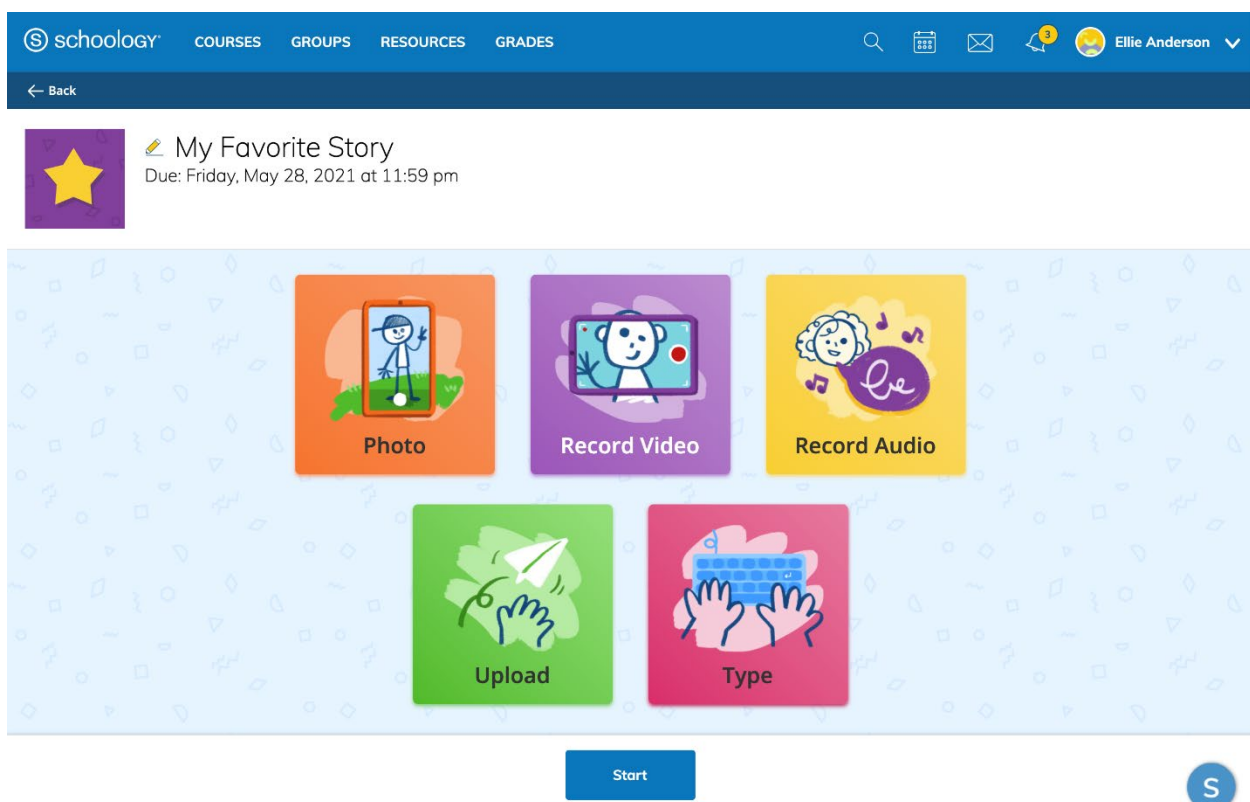 S schoology COURSES GROUPS RESOURCES GRADES 3 Ellie Anderson
← Back
My Favorite Story
Due: Friday, May 28, 2021 at 11:59 pm
Photo Record Video Record Audio
Upload Type
Start
S